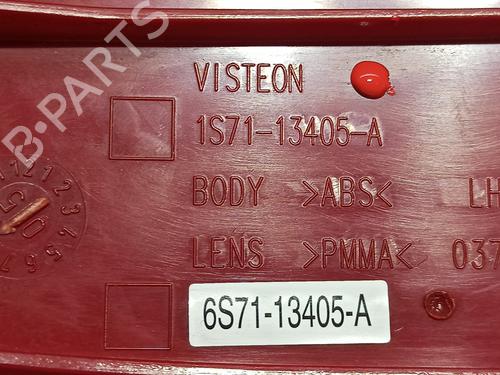 B-PARTS
VISTEON
1S71-13405-A
BODY >ABS< LH
LENS >PMMA< 037
6S71-13405-A